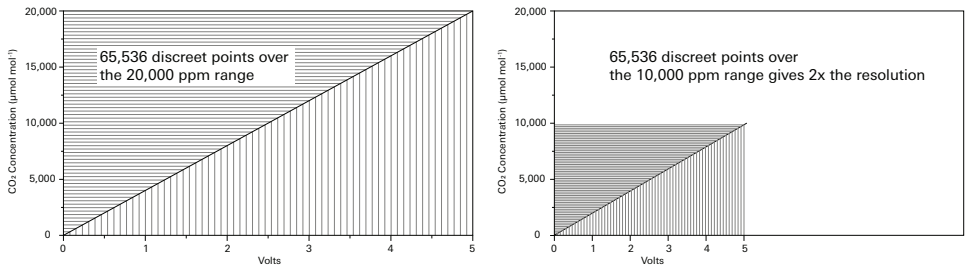 20,000
15,000
10,000
5,000
0
CO₂ Concentration (µmol mol⁻¹)
65,536 discreet points over
the 20,000 ppm range
0 1 2 3 4 5
Volts
20,000
15,000
10,000
5,000
0
CO₂ Concentration (µmol mol⁻¹)
65,536 discreet points over
the 10,000 ppm range gives 2x the resolution
0 1 2 3 4 5
Volts